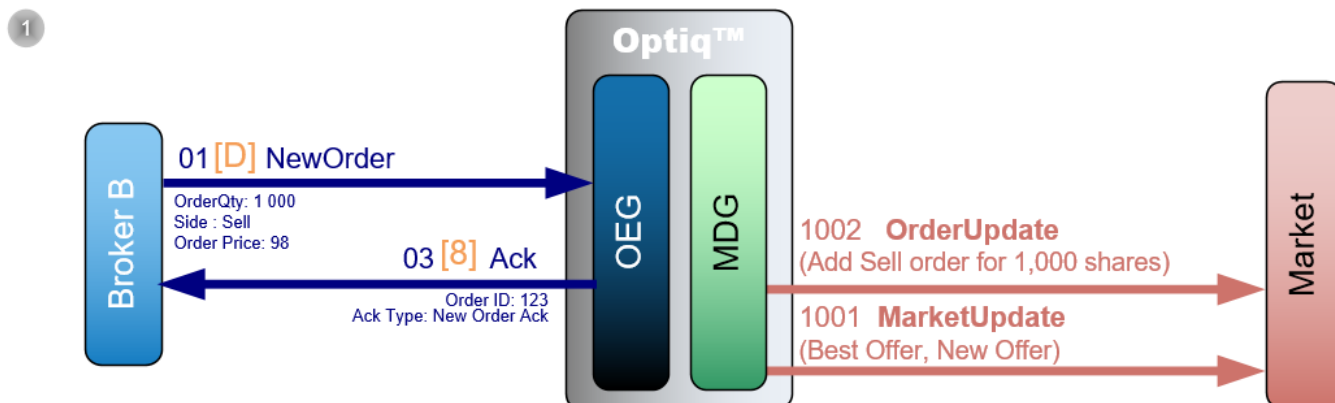 1
Optiq™
Broker B
01 [D] NewOrder
OrderQty: 1 000
Side : Sell
Order Price: 98
03 [8] Ack
Order ID: 123
Ack Type: New Order Ack
OEG
MDG
1002 OrderUpdate
(Add Sell order for 1,000 shares)
1001 MarketUpdate
(Best Offer, New Offer)
Market